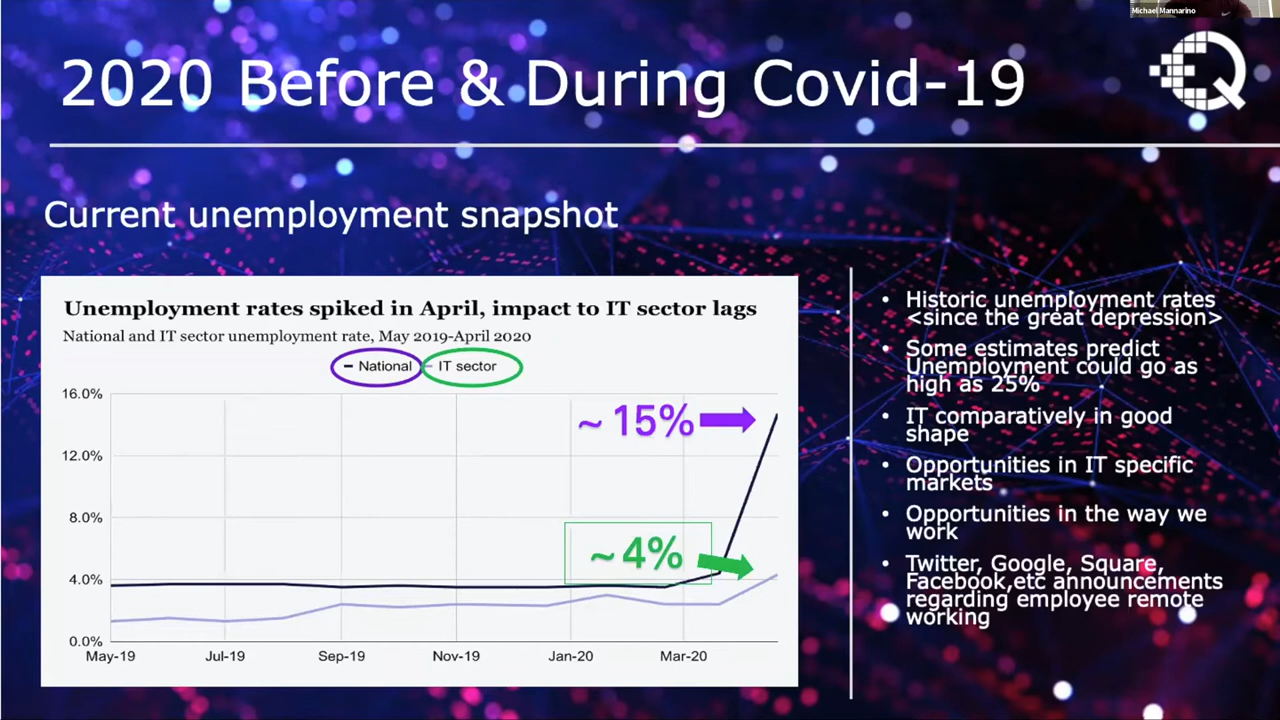 Michael Mannarino
2020 Before & During Covid-19
Current unemployment snapshot
Unemployment rates spiked in April, impact to IT sector lags
National and IT sector unemployment rate, May 2019-April 2020
National IT sector
16.0%
12.0%
8.0%
4.0%
0.0%
~ 15%
~ 4%
May-19 Jul-19 Sep-19 Nov-19 Jan-20 Mar-20
• Historic unemployment rates
<since the great depression>
• Some estimates predict
Unemployment could go as
high as 25%
• IT comparatively in good
shape
• Opportunities in IT specific
markets
• Opportunities in the way we
work
• Twitter, Google, Square,
Facebook,etc announcements
regarding employee remote
working